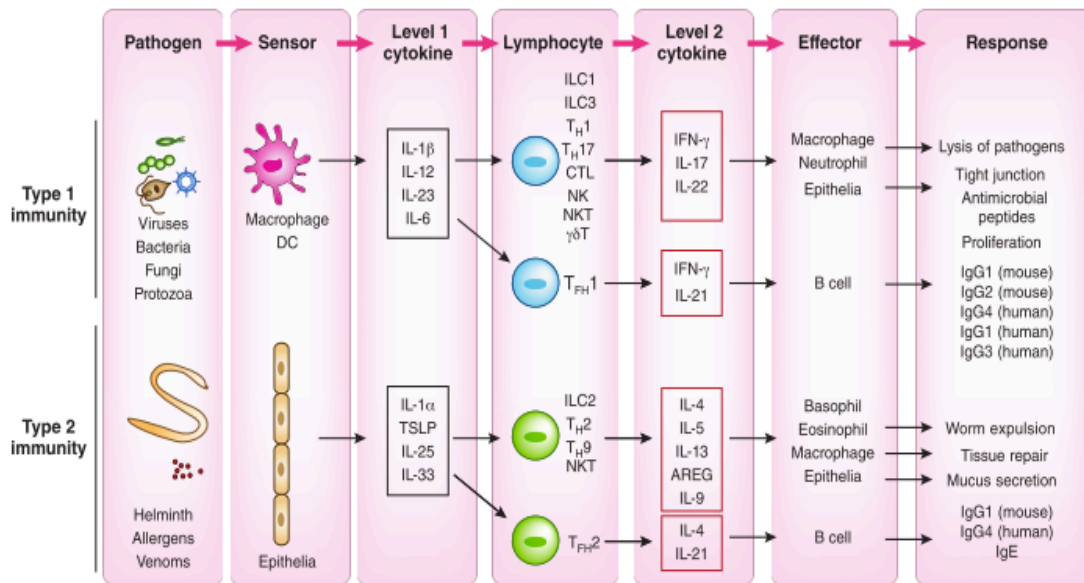 Pathogen
Sensor
Level 1
cytokine
Lymphocyte
Level 2
cytokine
Effector
Response
Type 1
immunity
Viruses
Bacteria
Fungi
Protozoa
Macrophage
DC
IL-1β
IL-12
IL-23
IL-6
ILC1
ILC3
TH1
TH17
CTL
NK
NKT
γδT
TFH1
IFN-γ
IL-17
IL-22
IFN-γ
IL-21
Macrophage
Neutrophil
Epithelia
B cell
Lysis of pathogens
Tight junction
Antimicrobial
peptides
Proliferation
IgG1 (mouse)
IgG2 (mouse)
IgG4 (human)
IgG1 (human)
IgG3 (human)
Type 2
immunity
Helminth
Allergens
Venoms
Epithelia
IL-1α
TSLP
IL-25
IL-33
ILC2
TH2
TH9
NKT
TFH2
IL-4
IL-5
IL-13
AREG
IL-9
IL-4
IL-21
Basophil
Eosinophil
Macrophage
Epithelia
B cell
Worm expulsion
Tissue repair
Mucus secretion
IgG1 (mouse)
IgG4 (human)
IgE